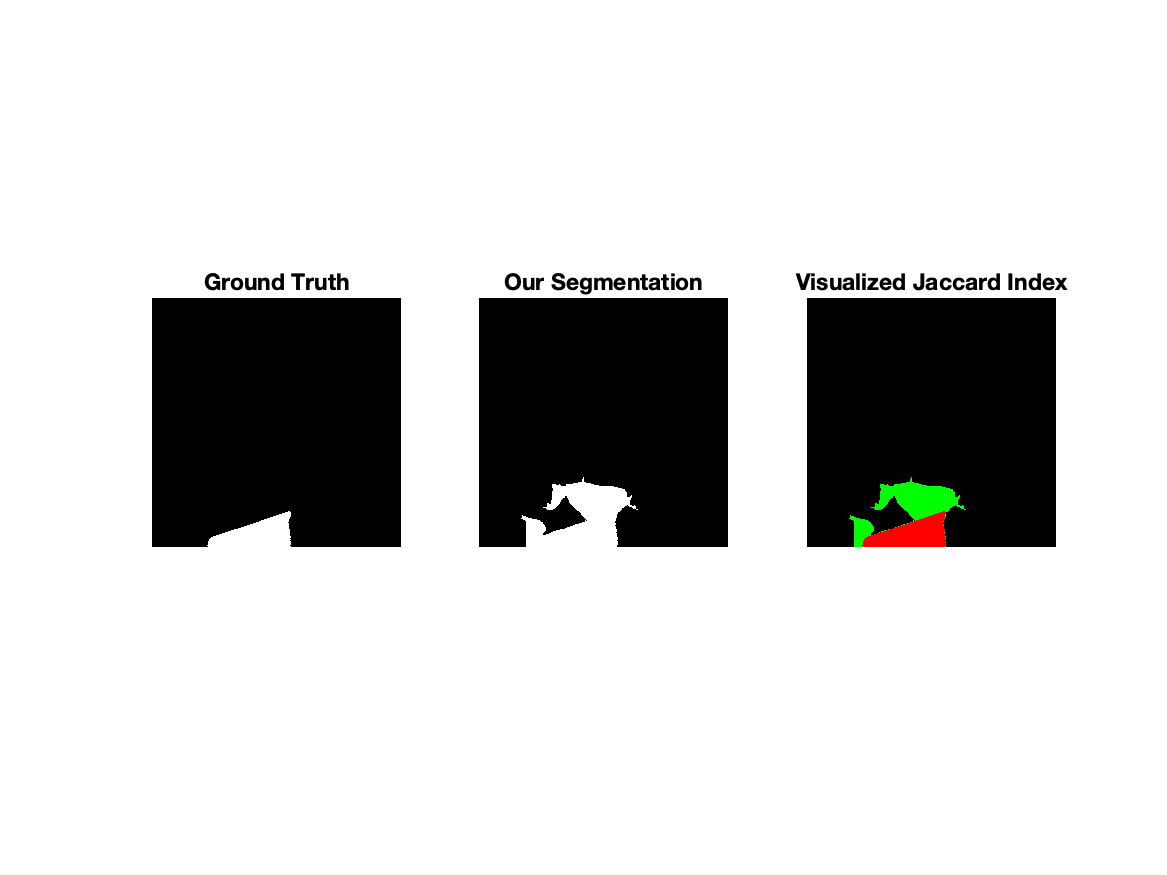 Ground Truth
Our Segmentation
Visualized Jaccard Index